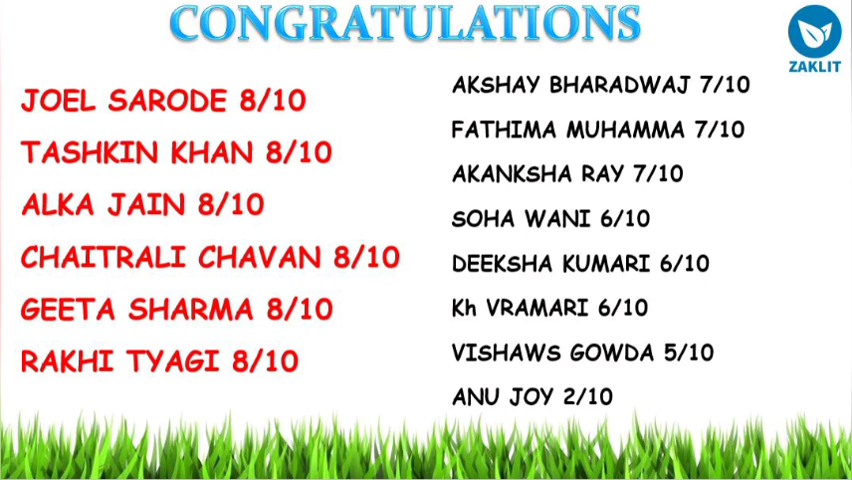 CONGRATULATIONS
ZAKLIT
JOEL SARODE 8/10
TASHKIN KHAN 8/10
ALKA JAIN 8/10
CHAITRALI CHAVAN 8/10
GEETA SHARMA 8/10
RAKHI TYAGI 8/10
AKSHAY BHARADWAJ 7/10
FATHIMA MUHAMMA 7/10
AKANKSHA RAY 7/10
SOHA WANI 6/10
DEEKSHA KUMARI 6/10
Kh VRAMARI 6/10
VISHAWS GOWDA 5/10
ANU JOY 2/10